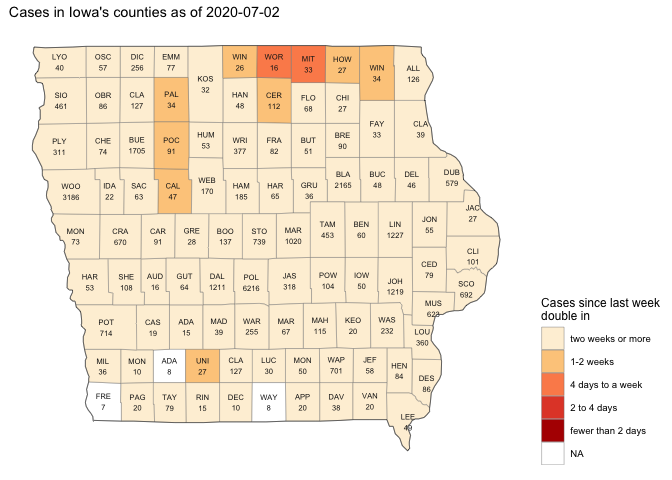 Cases in Iowa's counties as of 2020-07-02
LYO OSC DIC EMM KOS WIN WOR MIT HOW WIN ALL
40 57 256 77 32 26 16 33 27 34 126
SIO OBR CLA PAL HAN CER FLO CHI FAY CLA
461 86 127 34 48 112 68 27 33 39
PLY CHE BUE POC HUM WRI FRA BUT BRE
311 74 1705 91 53 377 82 51 90
WOO IDA SAC CAL WEB HAM HAR GRU BLA BUC DEL DUB
3186 22 63 47 170 185 65 36 2165 48 46 579
MON CRA CAR GRE BOO STO MAR TAM BEN LIN JON JAC
73 670 91 28 137 739 1020 453 60 1227 55 27
HAR SHE AUD GUT DAL POL JAS POW IOW JOH CED CLI
53 108 16 64 1211 6216 318 104 50 1219 79 101
SCO
692
MUS
623
POT CAS ADA MAD WAR MAR MAH KEO WAS LOU
714 19 15 39 255 67 115 20 232 360
MIL MON ADA UNI CLA LUC MON WAP JEF HEN DES
36 10 8 27 127 30 50 701 58 84 86
FRE PAG TAY RIN DEC WAY APP DAV VAN LEE
7 20 79 15 10 8 20 38 20 49
Cases since last week
double in
two weeks or more
1-2 weeks
4 days to a week
2 to 4 days
fewer than 2 days
NA